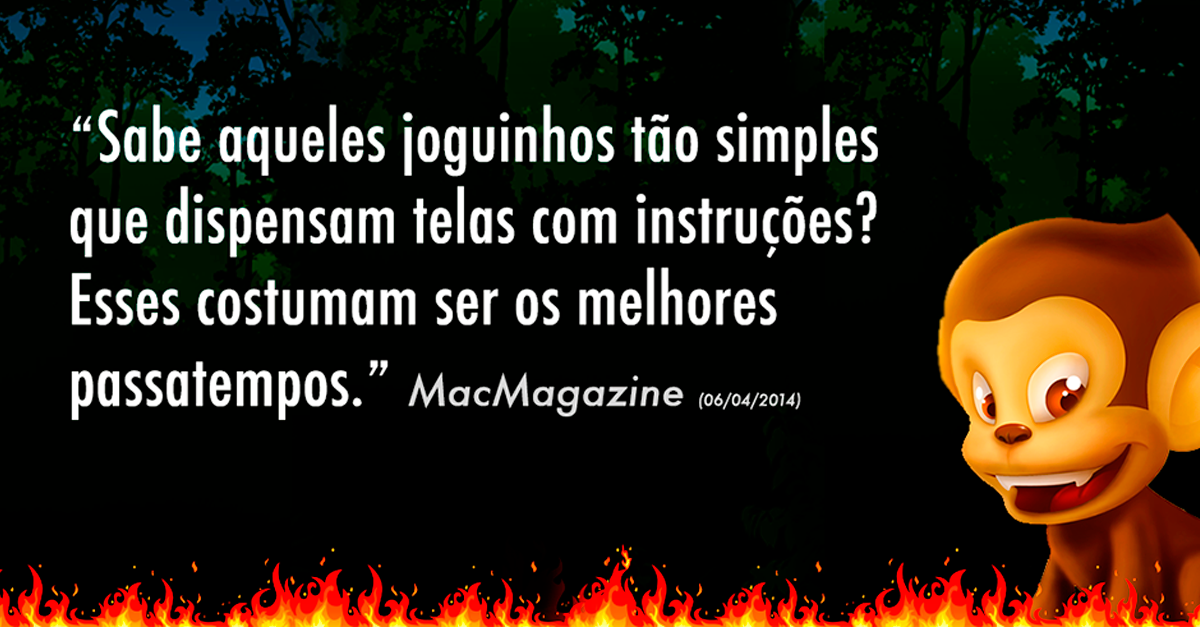 “Sabe aqueles joguinhos tão simples
que dispensam telas com instruções?
Esses costumam ser os melhores
passatempos.” MacMagazine (06/04/2014)